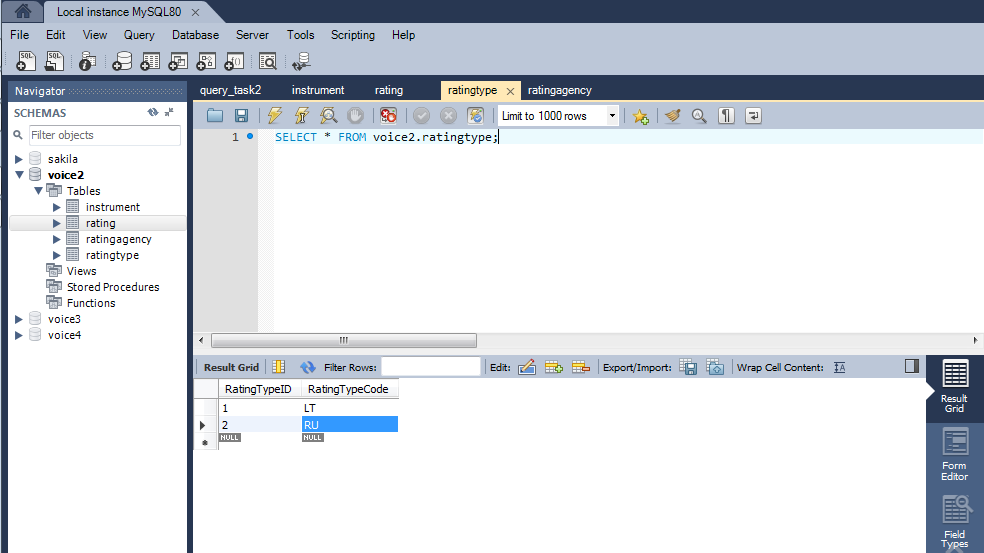 Local instance MySQL80
File Edit View Query Database Server Tools Scripting Help
Navigator
SCHEMAS
Filter objects
sakila
voice2
Tables
instrument
rating
ratingagency
ratingtype
Views
Stored Procedures
Functions
voice3
voice4
query_task2 instrument rating ratingtype ratingagency
Limit to 1000 rows
1 SELECT * FROM voice2.ratingtype;
Result Grid Filter Rows: Edit: Export/Import: Wrap Cell Content:
RatingTypeID RatingTypeCode
1 LT
2 RU
NULL NULL
Result
Grid
Form
Editor
Field
Types